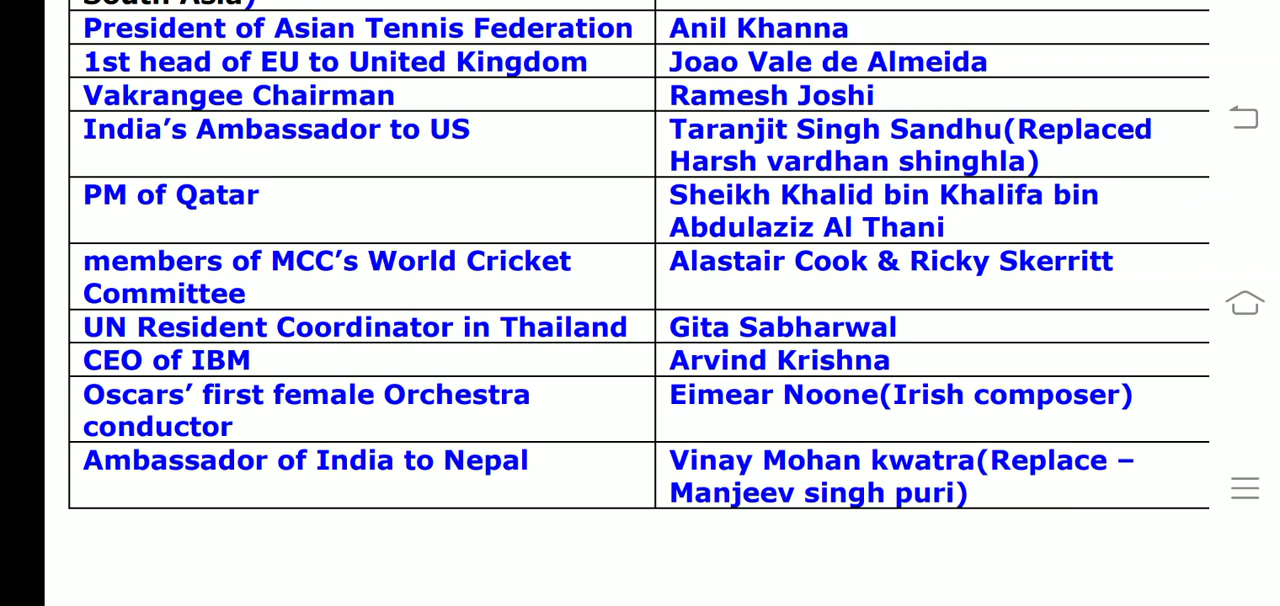 South Asia)
President of Asian Tennis Federation Anil Khanna
1st head of EU to United Kingdom Joao Vale de Almeida
Vakrangee Chairman Ramesh Joshi
India’s Ambassador to US Taranjit Singh Sandhu(Replaced
Harsh vardhan shinghla)
PM of Qatar Sheikh Khalid bin Khalifa bin
Abdulaziz Al Thani
members of MCC’s World Cricket Alastair Cook & Ricky Skerritt
Committee
UN Resident Coordinator in Thailand Gita Sabharwal
CEO of IBM Arvind Krishna
Oscars’ first female Orchestra Eimear Noone(Irish composer)
conductor
Ambassador of India to Nepal Vinay Mohan kwatra(Replace –
Manjeev singh puri)